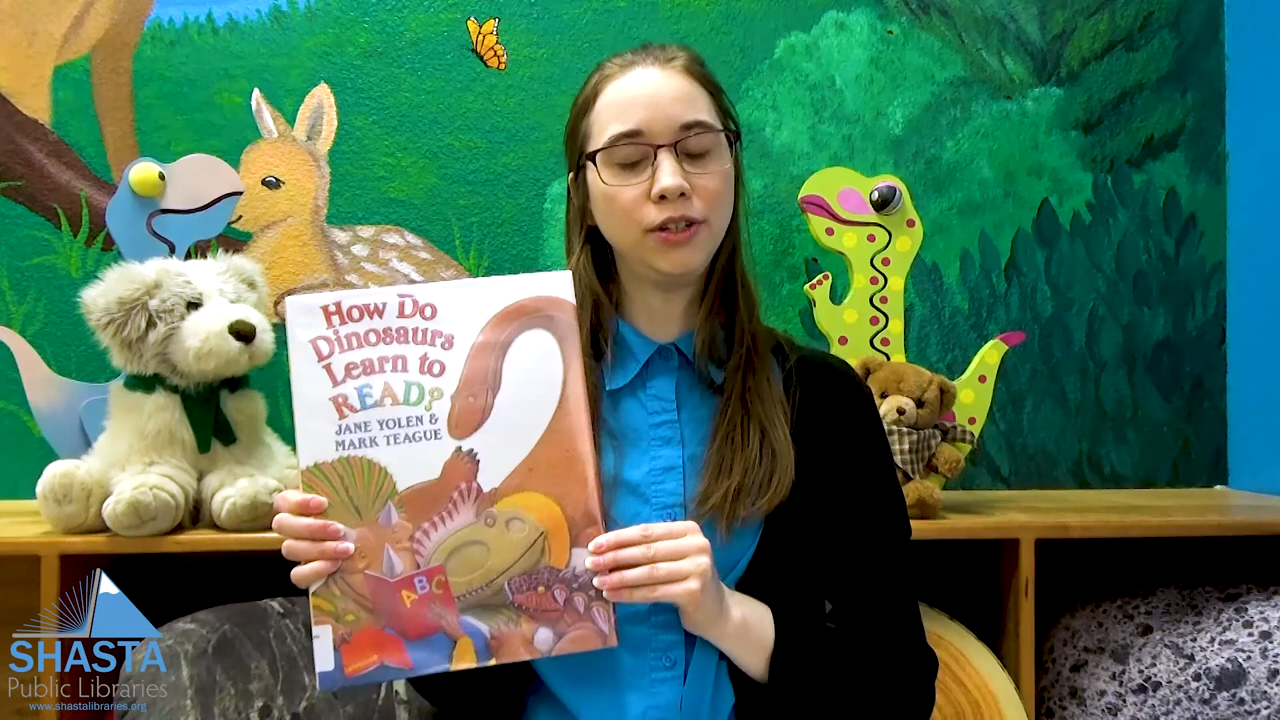 How Do
Dinosaurs
Learn to
READ?
JANE YOLEN &
MARK TEAGUE
ABC
SHASTA
Public Libraries
www.shastalibraries.org